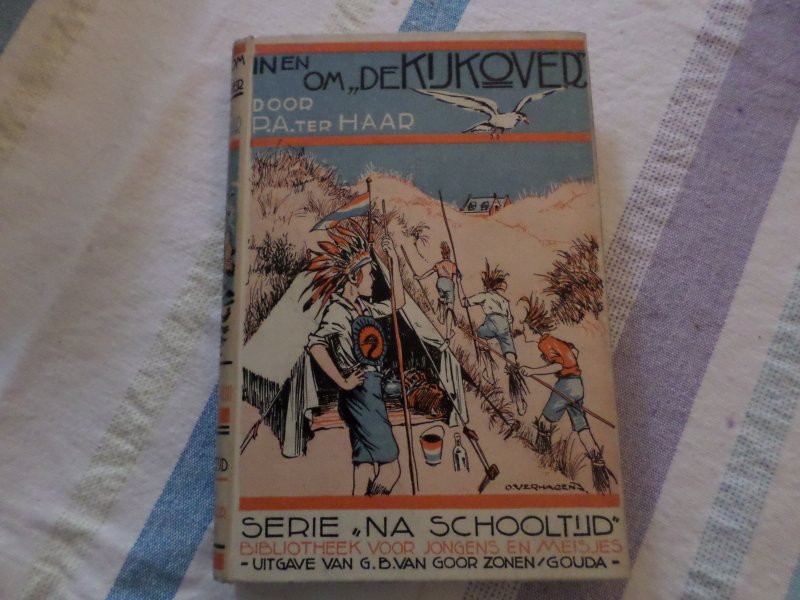 IN EN
OM „DE KIJKOVER"
DOOR
P.A. TER HAAR
O. VERHAGEN
SERIE „NA SCHOOLTIJD"
BIBLIOTHEEK VOOR JONGENS EN MEISJES
- UITGAVE VAN G.B. VAN GOOR ZONEN/GOUDA -